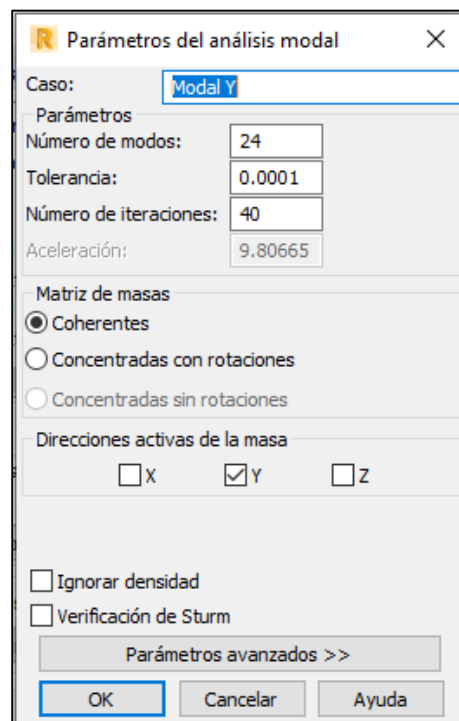 R Parámetros del análisis modal
Caso: Modal Y
Parámetros
Número de modos: 24
Tolerancia: 0.0001
Número de iteraciones: 40
Aceleración: 9.80665
Matriz de masas
Coherentes
Concentradas con rotaciones
Concentradas sin rotaciones
Direcciones activas de la masa
X Y Z
Ignorar densidad
Verificación de Sturm
Parámetros avanzados >>
OK Cancelar Ayuda